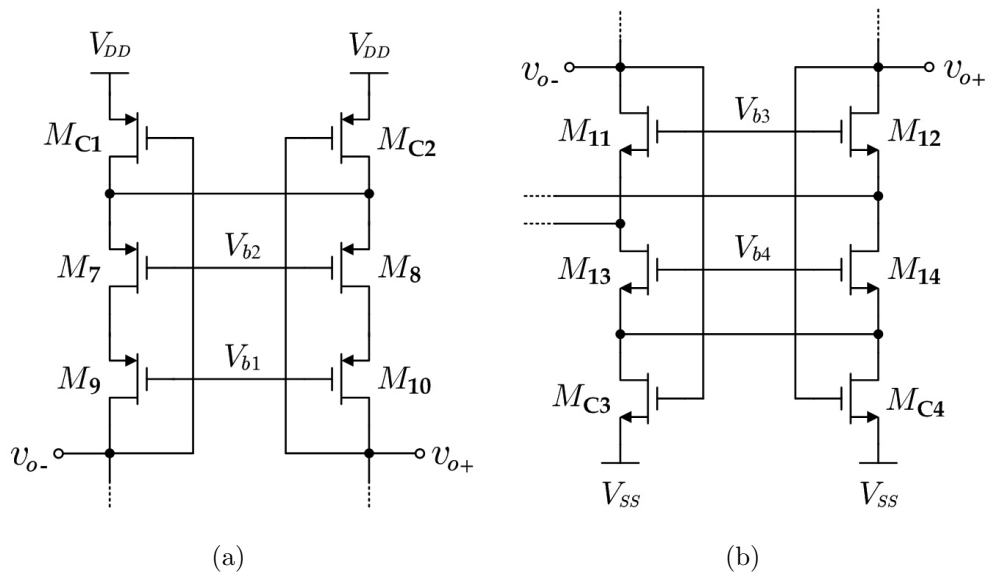 V_DD V_DD
M_C1 M_C2
M_7 V_b2 M_8
M_9 V_b1 M_10
v_o- v_o+
(a)
v_o- v_o+
V_b3
M_11 M_12
V_b4
M_13 M_14
M_C3 M_C4
V_SS V_SS
(b)